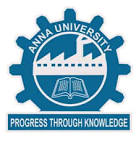 ANNA UNIVERSITY
PROGRESS THROUGH KNOWLEDGE